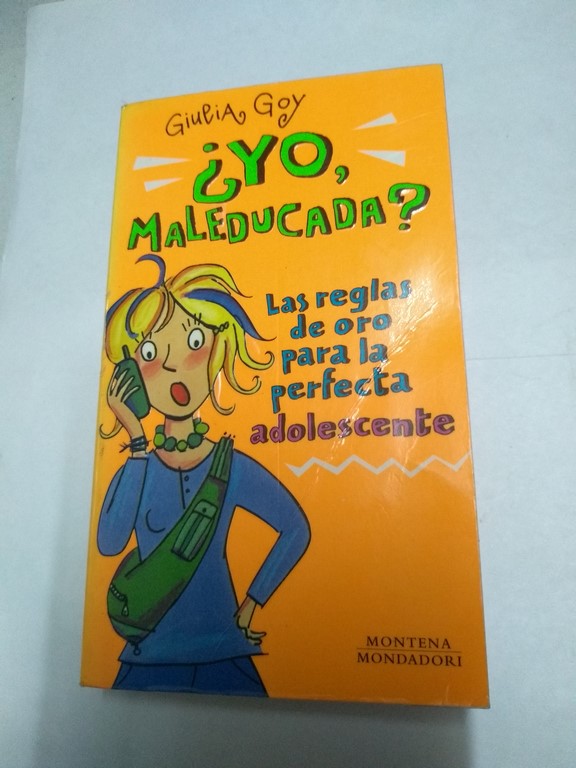 Giulia Goy
¿YO,
MALEDUCADA?
Las reglas
de oro
para la
perfecta
adolescente
MONTENA
MONDADORI